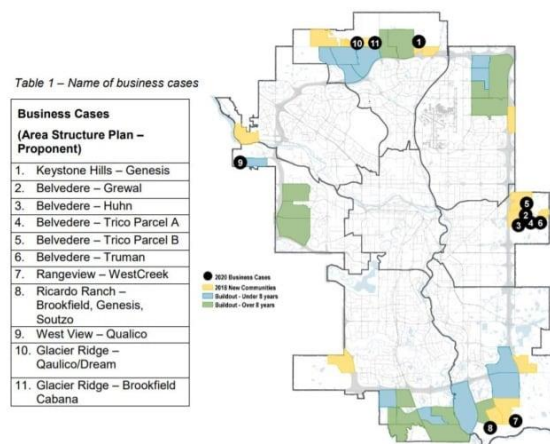 Table 1 – Name of business cases
Business Cases
(Area Structure Plan –
Proponent)
1. Keystone Hills – Genesis
2. Belvedere – Grewal
3. Belvedere – Huhn
4. Belvedere – Trico Parcel A
5. Belvedere – Trico Parcel B
6. Belvedere – Truman
7. Rangeview – WestCreek
8. Ricardo Ranch –
Brookfield, Genesis,
Soutzo
9. West View – Qualico
10. Glacier Ridge –
Qaulico/Dream
11. Glacier Ridge – Brookfield
Cabana
10 11 1
9
5
2
3 4 6
2020 Business Cases
2018 New Communities
Buildout - Under 8 years
Buildout - Over 8 years
8 7